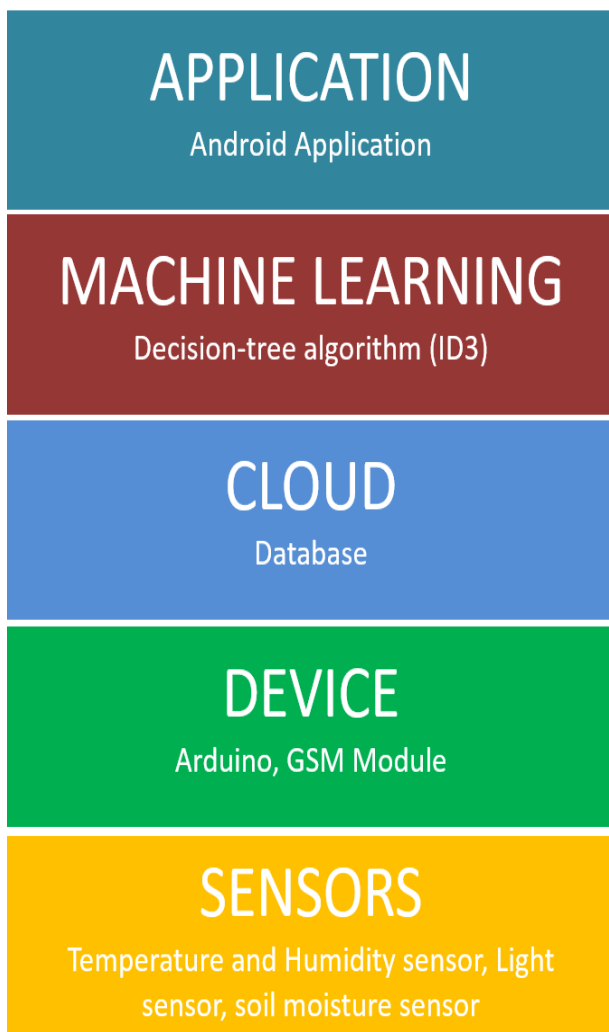 APPLICATION
Android Application
MACHINE LEARNING
Decision-tree algorithm (ID3)
CLOUD
Database
DEVICE
Arduino, GSM Module
SENSORS
Temperature and Humidity sensor, Light
sensor, soil moisture sensor